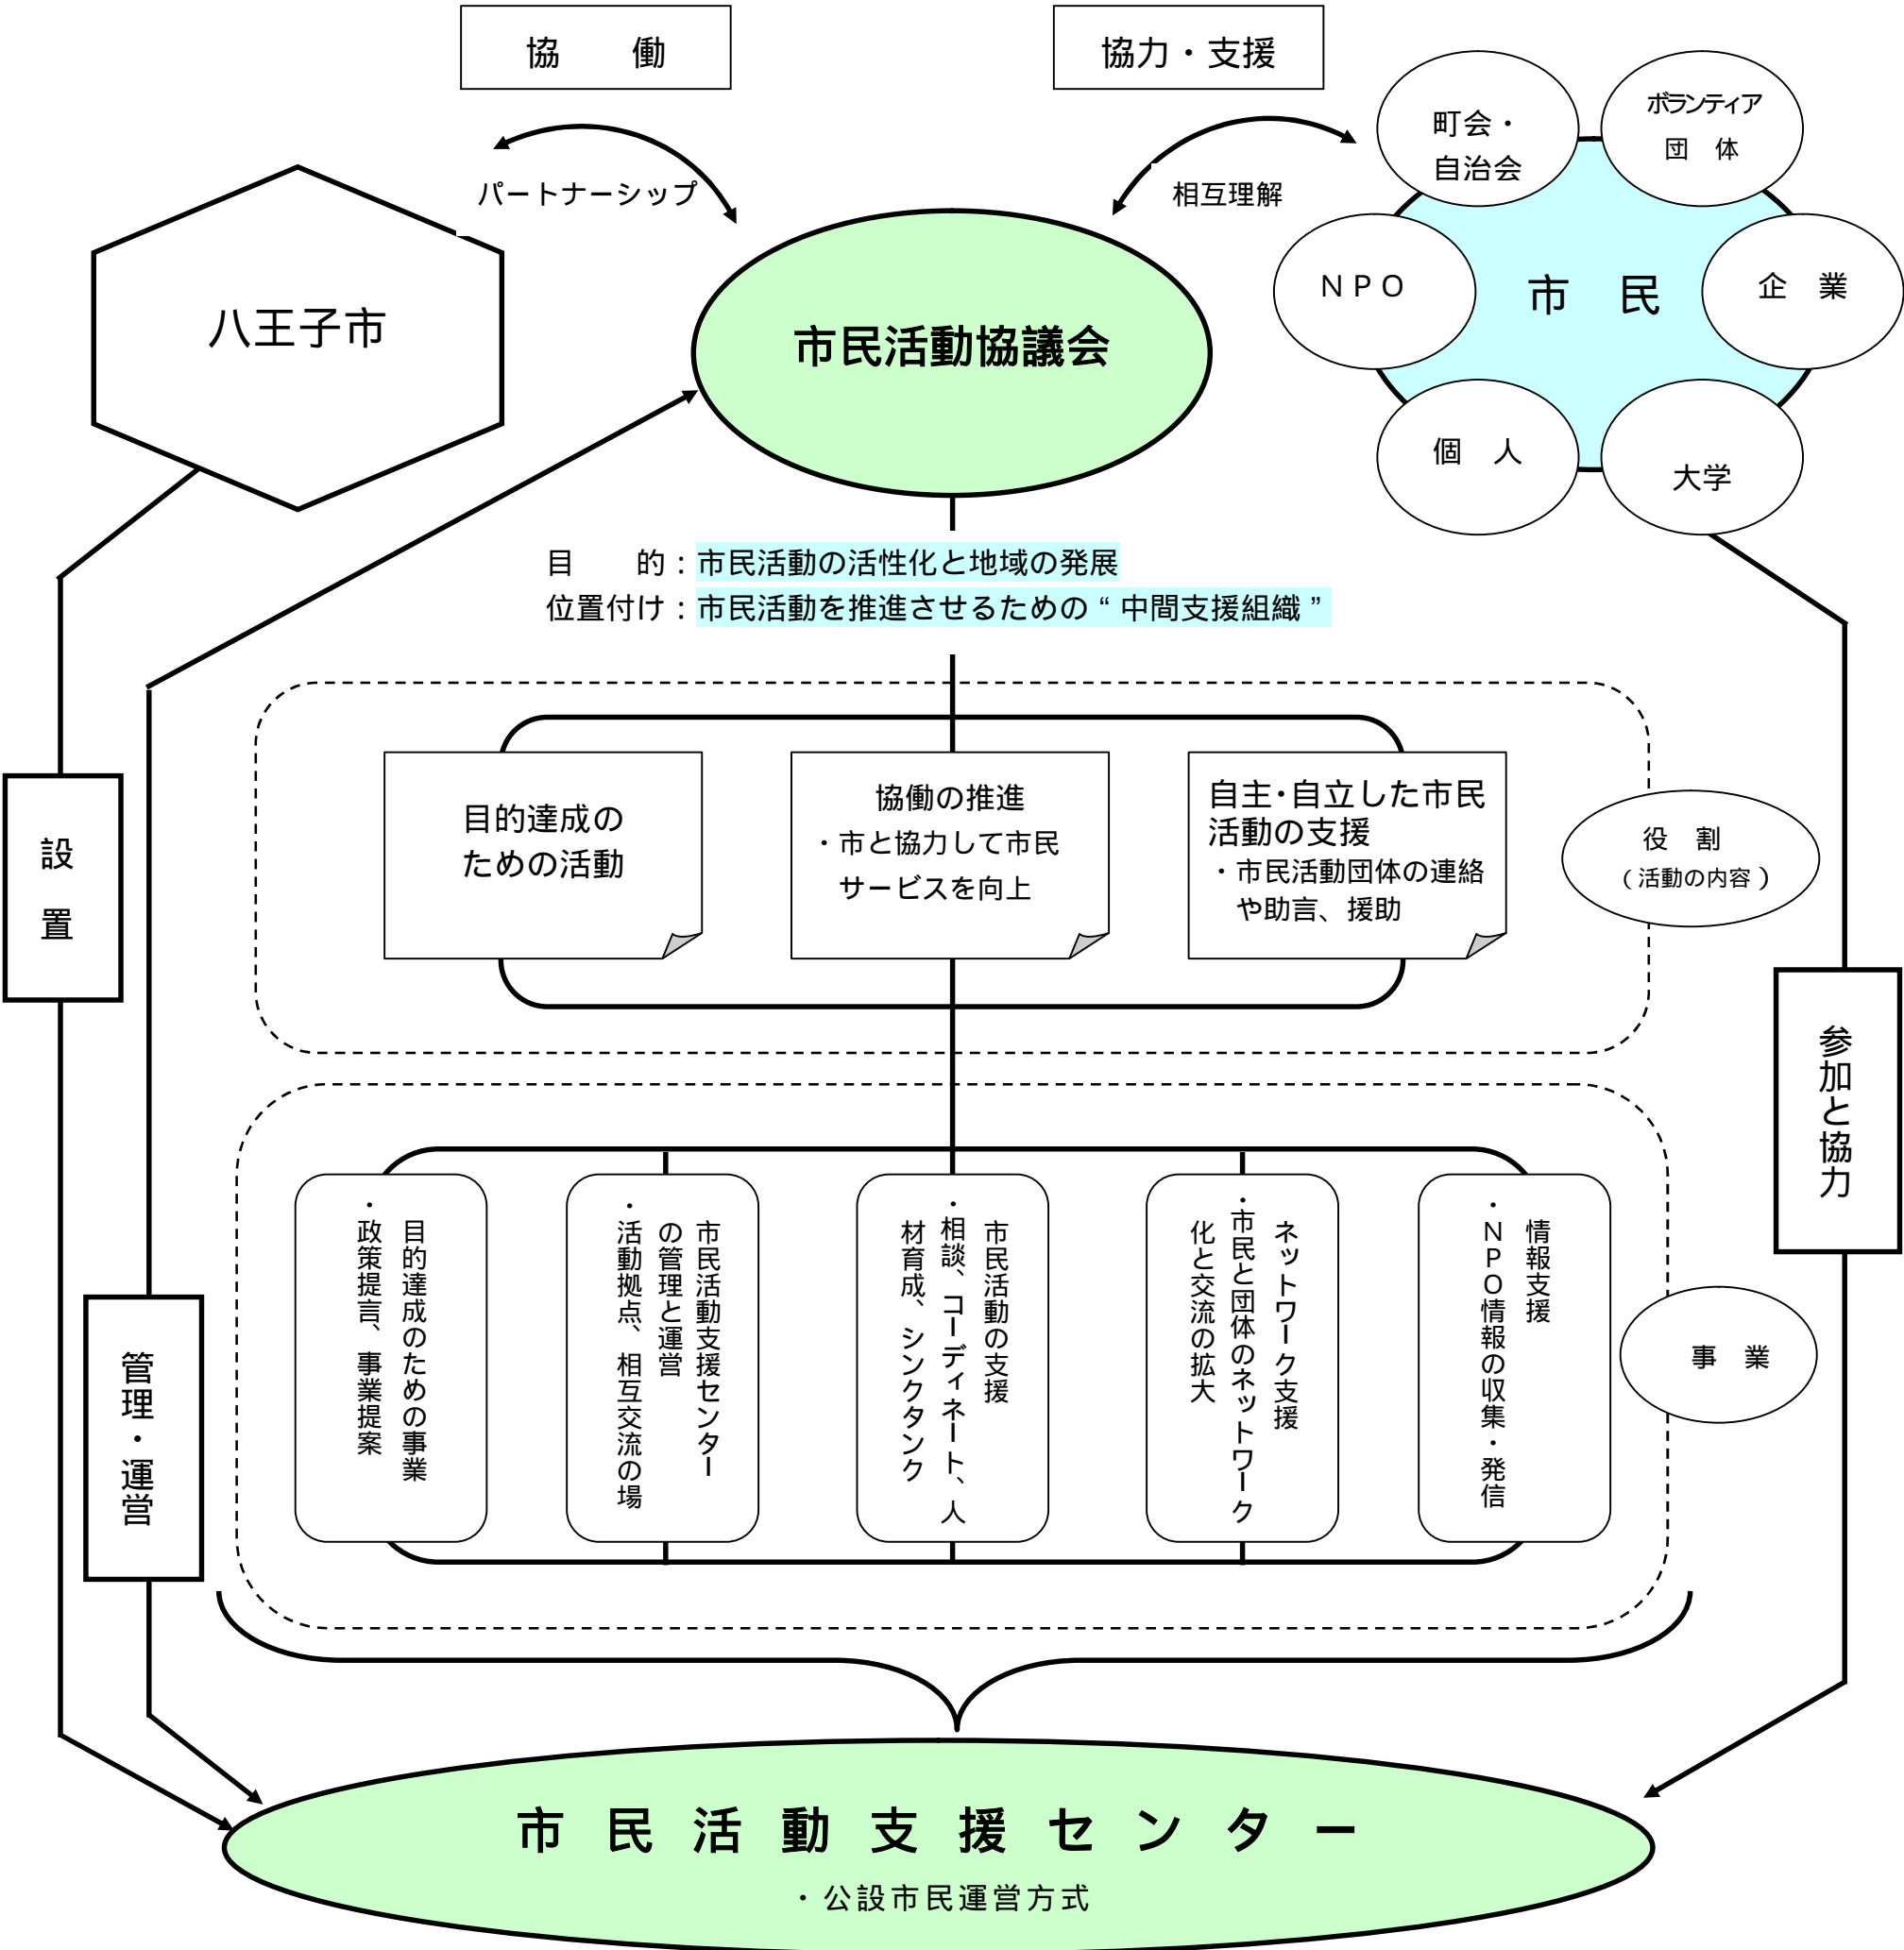 協　　働
協力・支援
パートナーシップ
相互理解
八王子市
市民活動協議会
市　民
町会・
自治会
ボランティア
団　体
ＮＰＯ
企　業
個　人
大学
目　　的：市民活動の活性化と地域の発展
位置付け：市民活動を推進させるための“中間支援組織”
目的達成の
ための活動
協働の推進
・市と協力して市民
サービスを向上
自主・自立した市民
活動の支援
・市民活動団体の連絡
や助言、援助
役　割
（活動の内容）
設　置
管理・運営
参加と協力
目的達成のための事業
・政策提言、事業提案
市民活動支援センター
の管理と運営
・活動拠点、相互交流の場
市民活動の支援
・相談、コーディネート、人
材育成、シンクタンク
ネットワーク支援
・市民と団体のネットワーク
化と交流の拡大
情報支援
・ＮＰＯ情報の収集・発信
事　業
市民活動支援センター
・公設市民運営方式